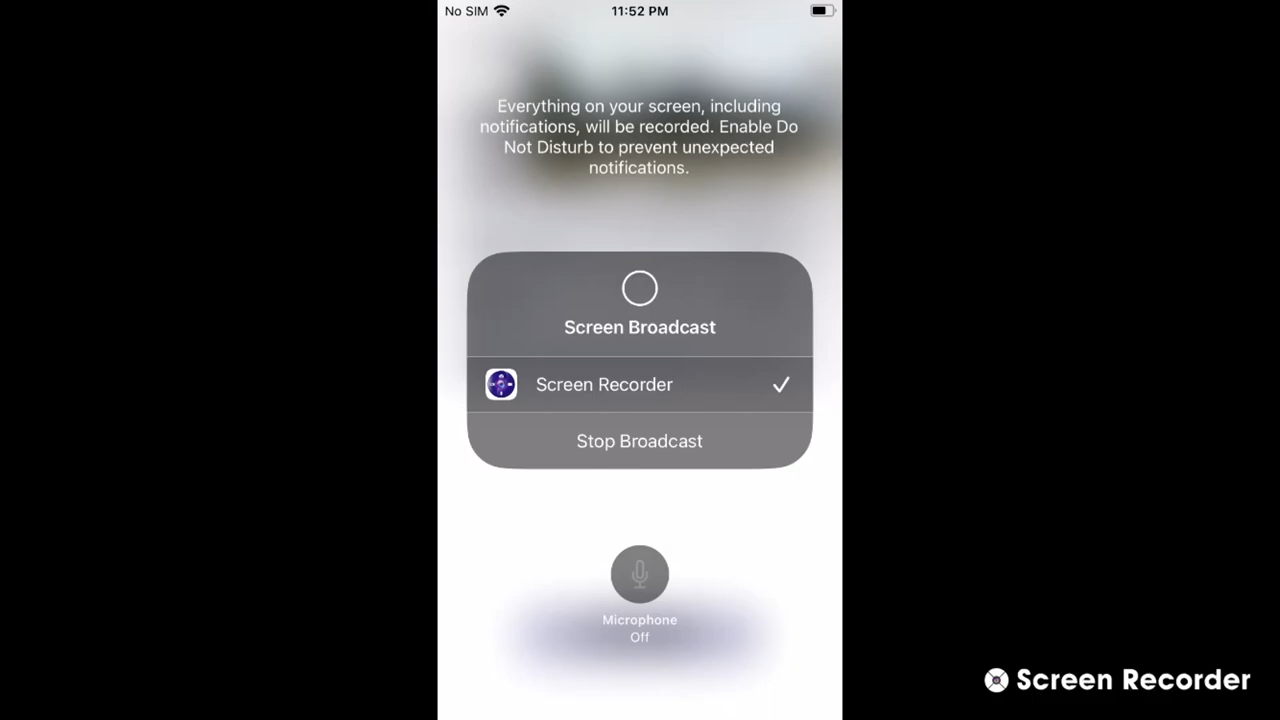 No SIM
11:52 PM
Everything on your screen, including
notifications, will be recorded. Enable Do
Not Disturb to prevent unexpected
notifications.
Screen Broadcast
Screen Recorder
Stop Broadcast
Microphone
Off
Screen Recorder